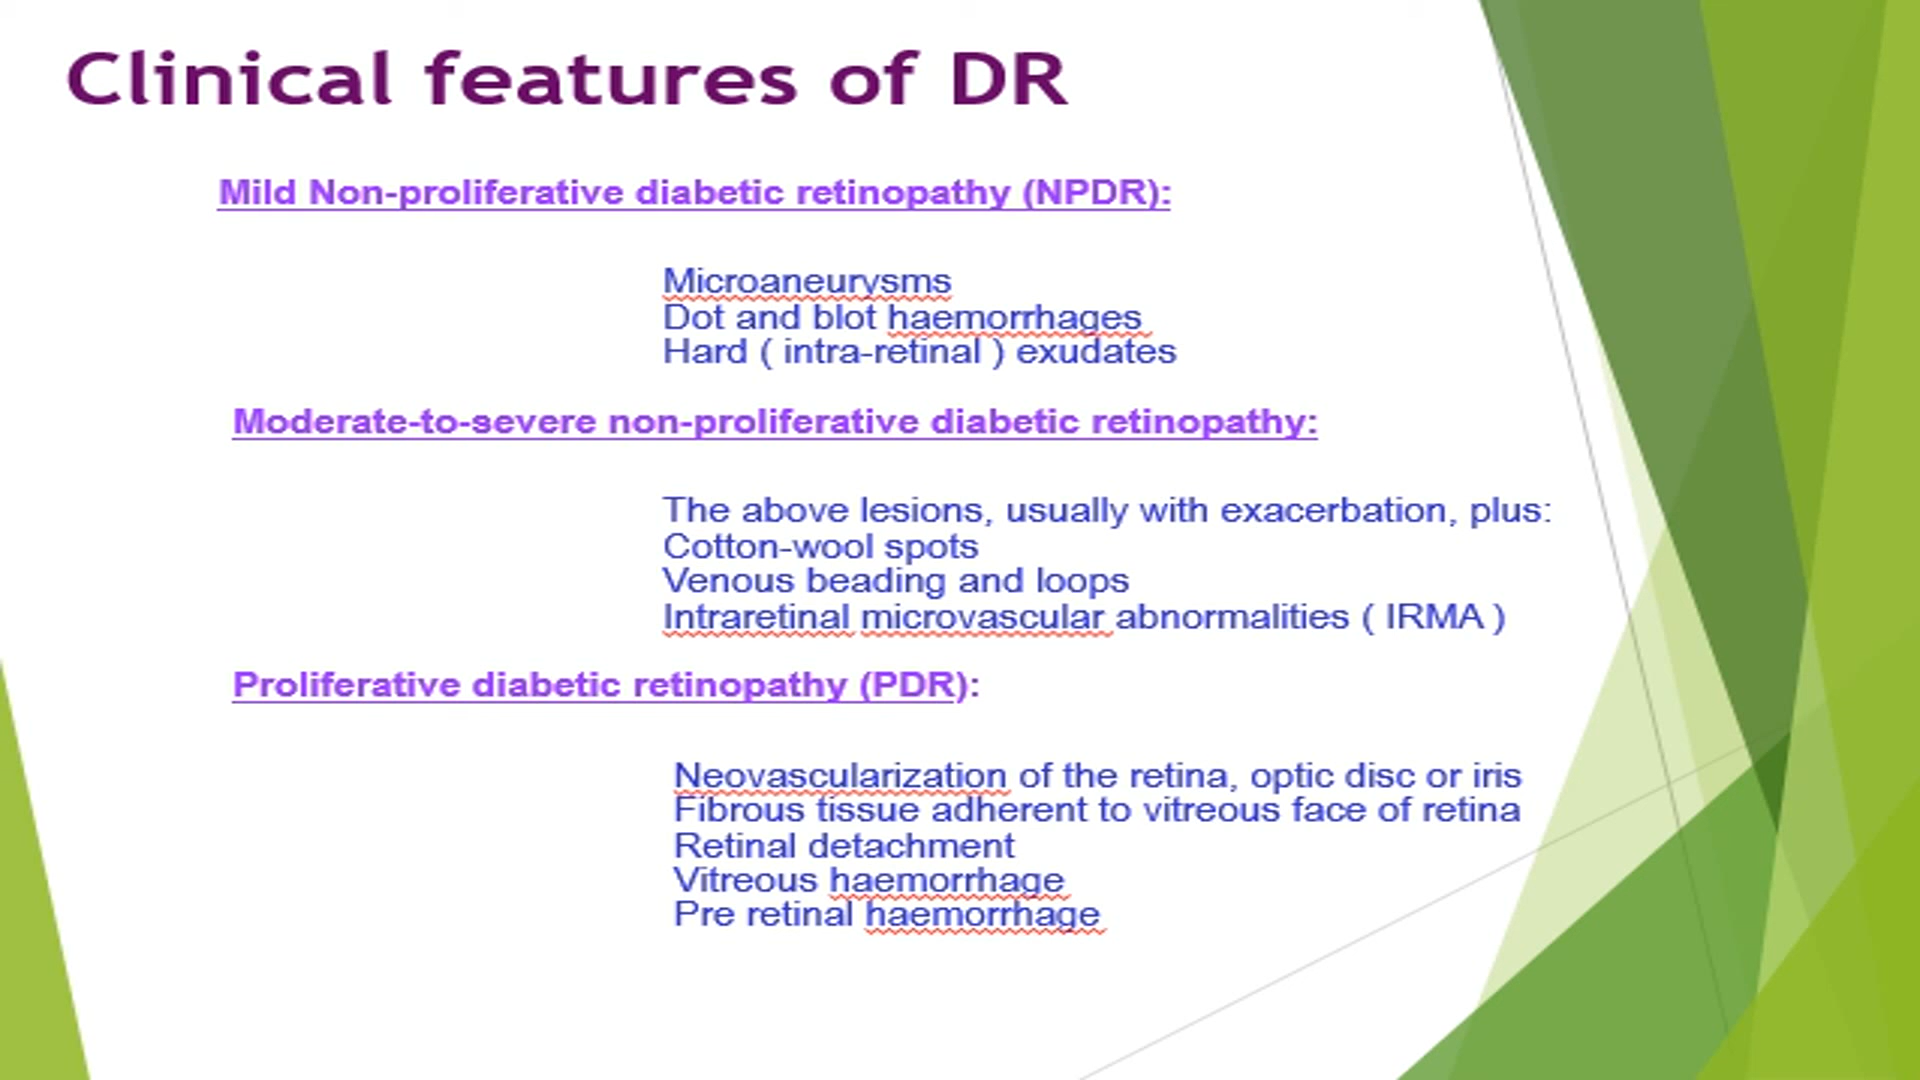 Clinical features of DR
Mild Non-proliferative diabetic retinopathy (NPDR):
Microaneurysms
Dot and blot haemorrhages
Hard ( intra-retinal ) exudates
Moderate-to-severe non-proliferative diabetic retinopathy:
The above lesions, usually with exacerbation, plus:
Cotton-wool spots
Venous beading and loops
Intraretinal microvascular abnormalities ( IRMA )
Proliferative diabetic retinopathy (PDR):
Neovascularization of the retina, optic disc or iris
Fibrous tissue adherent to vitreous face of retina
Retinal detachment
Vitreous haemorrhage
Pre retinal haemorrhage